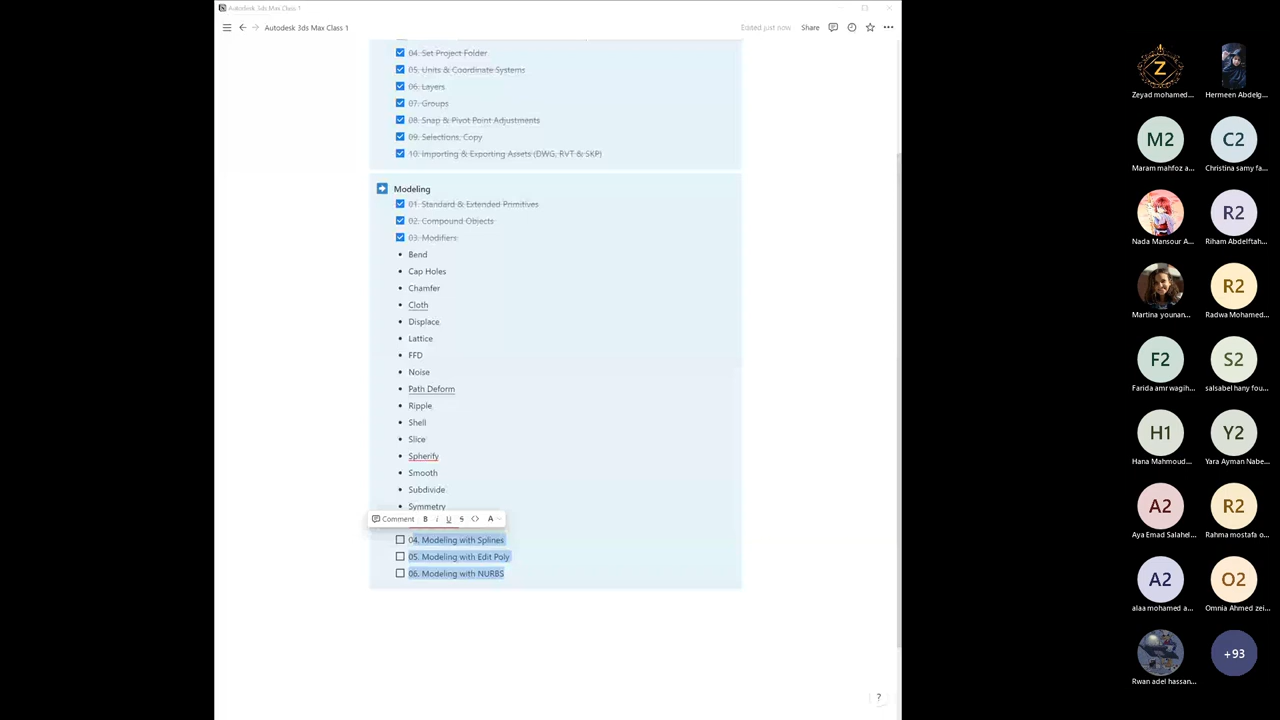 Autodesk 3ds Max Class 1
Autodesk 3ds Max Class 1
Edited just now
Share
04. Set Project Folder
05. Units & Coordinate Systems
06. Layers
07. Groups
08. Snap & Pivot Point Adjustments
09. Selections, Copy
10. Importing & Exporting Assets (DWG, RVT & SKP)
Modeling
01. Standard & Extended Primitives
02. Compound Objects
03. Modifiers
Bend
Cap Holes
Chamfer
Cloth
Displace
Lattice
FFD
Noise
Path Deform
Ripple
Shell
Slice
Spherify
Smooth
Subdivide
Symmetry
Comment B i U S <> A
04. Modeling with Splines
05. Modeling with Edit Poly
06. Modeling with NURBS
?
Z
Zeyad mohamed...
Hermeen Abdelg...
M2
C2
Maram mahfoz a...
Christina samy fa...
R2
Nada Mansour A...
Riham Abdelftah...
R2
Martina younan...
Radwa Mohamed...
F2
S2
Farida amr wagih...
salsabel hany fou...
H1
Y2
Hana Mahmoud...
Yara Ayman Nabe...
A2
R2
Aya Emad Salahel...
Rahma mostafa o...
A2
O2
alaa mohamed a...
Omnia Ahmed zei...
+93
Rwan adel hassan...